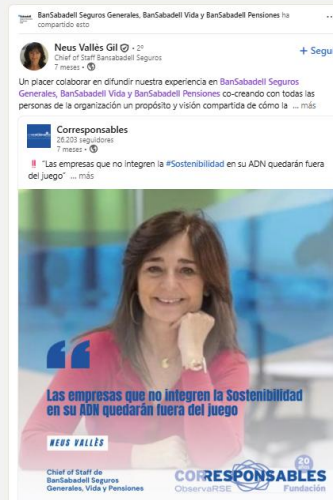 BanSabadell Seguros Generales, BanSabadell Vida y BanSabadell Pensiones ha
compartido esto
Neus Vallés Gil • 2º
Chief of Staff Bansabadell Seguros
7 meses •
+ Segui
Un placer colaborar en difundir nuestra experiencia en BanSabadell Seguros
Generales, BanSabadell Vida y BanSabadell Pensiones co-creando con todas las
personas de la organización un propósito y visión compartida de cómo la ... más
Corresponsables
26.203 seguidores
7 meses •
"Las empresas que no integren la #Sostenibilidad en su ADN quedarán fuera
del juego" ... más
Las empresas que no integren la Sostenibilidad
en su ADN quedarán fuera del juego
NEUS VALLÈS
Chief of Staff de
BanSabadell Seguros
Generales, Vida y Pensiones
CORRESPONSABLES
ObservaRSE
20
Fundación